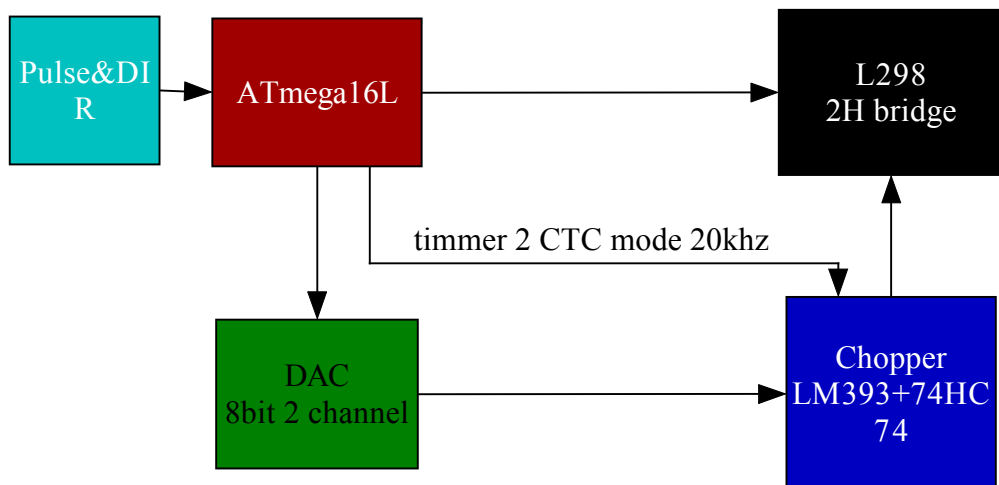 Pulse&DI
R
ATmega16L
L298
2H bridge
timmer 2 CTC mode 20khz
DAC
8bit 2 channel
Chopper
LM393+74HC
74